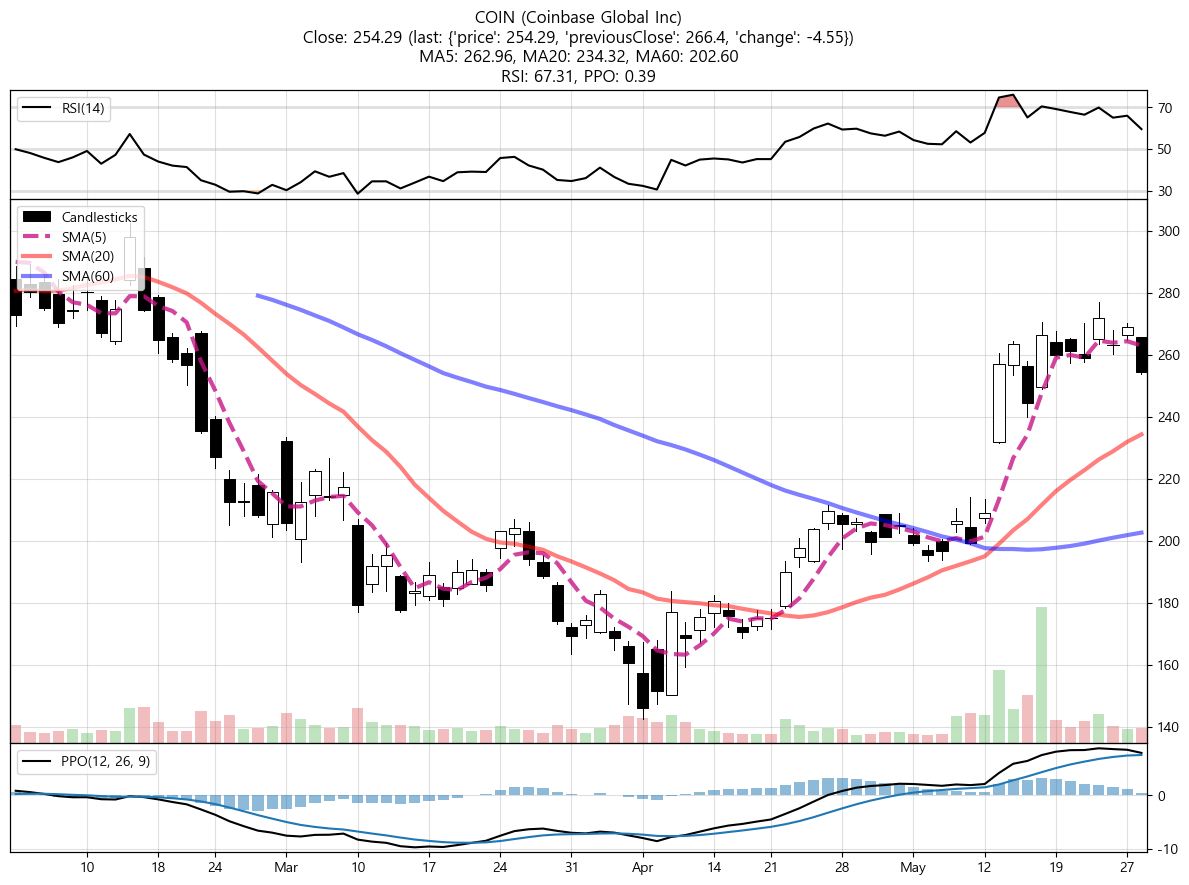 COIN (Coinbase Global Inc)
Close: 254.29 (last: {'price': 254.29, 'previousClose': 266.4, 'change': -4.55})
MA5: 262.96, MA20: 234.32, MA60: 202.60
RSI: 67.31, PPO: 0.39
RSI(14)
70
50
30
Candlesticks
SMA(5)
SMA(20)
SMA(60)
300
280
260
240
220
200
180
160
140
PPO(12, 26, 9)
0
-10
10 18 24 Mar 10 17 24 31 Apr 14 21 28 May 12 19 27